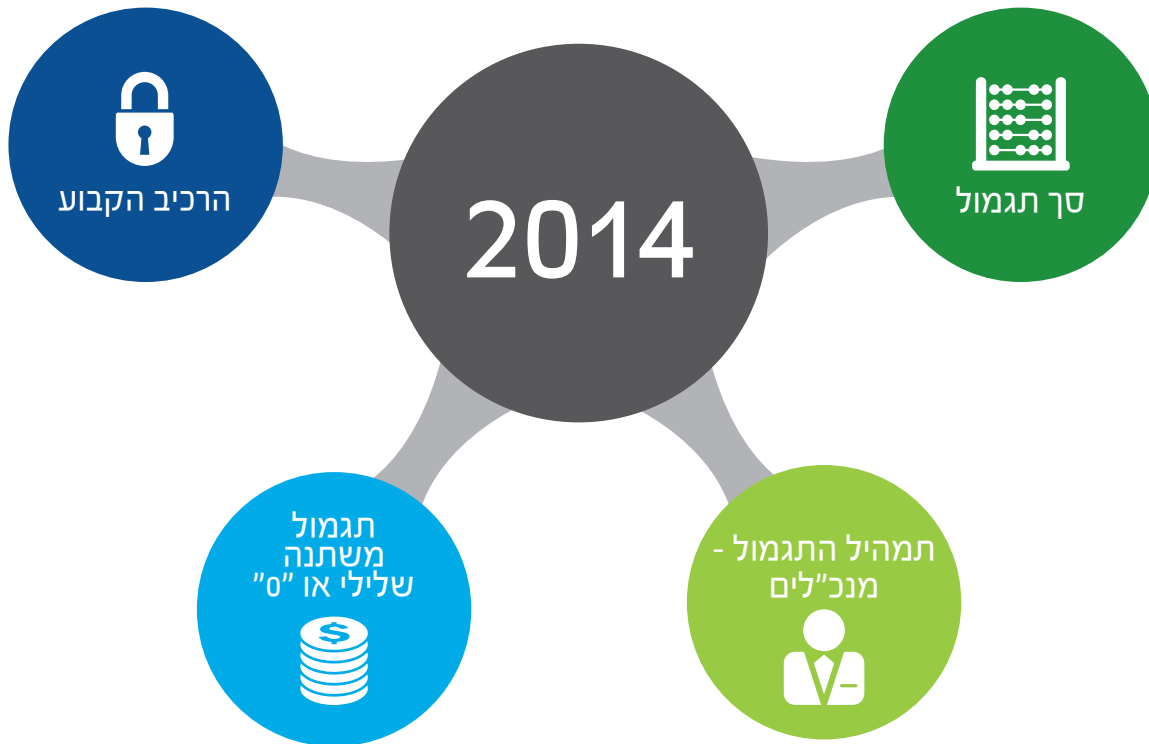 2014
סך תגמול
הרכיב הקבוע
תמהיל התגמול -
מנכ"לים
תגמול
משתנה
שלילי או "0"
$